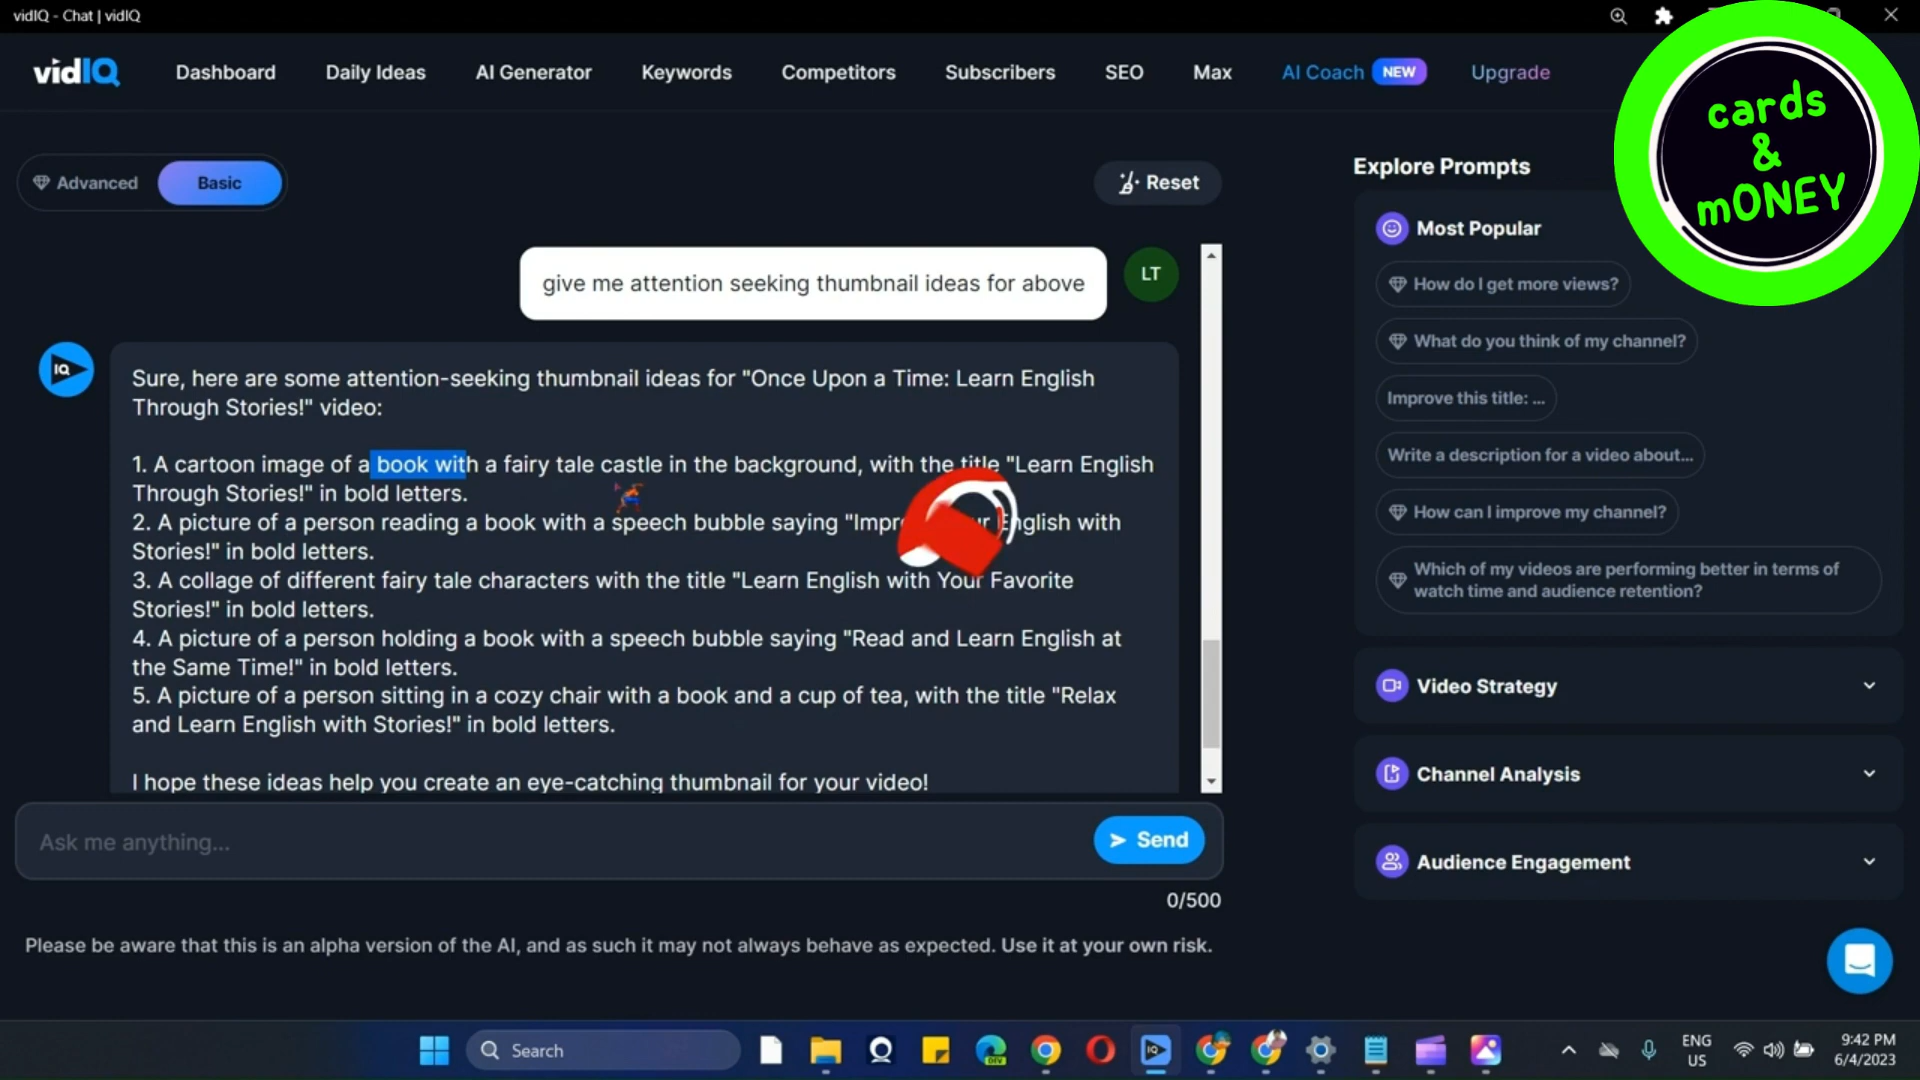 vidIQ - Chat | vidIQ
vidIQ
Dashboard
Daily Ideas
AI Generator
Keywords
Competitors
Subscribers
SEO
Max
AI Coach NEW
Upgrade
cards
&
mONEY
Advanced
Basic
Reset
give me attention seeking thumbnail ideas for above
LT
IQ
Sure, here are some attention-seeking thumbnail ideas for "Once Upon a Time: Learn English
Through Stories!" video:
1. A cartoon image of a book with a fairy tale castle in the background, with the title "Learn English
Through Stories!" in bold letters.
2. A picture of a person reading a book with a speech bubble saying English with
Stories!" in bold letters.
3. A collage of different fairy tale characters with the title "Learn English with Your Favorite
Stories!" in bold letters.
4. A picture of a person holding a book with a speech bubble saying "Read and Learn English at
the Same Time!" in bold letters.
5. A picture of a person sitting in a cozy chair with a book and a cup of tea, with the title "Relax
and Learn English with Stories!" in bold letters.
I hope these ideas help you create an eye-catching thumbnail for your video!
Ask me anything...
Send
0/500
Please be aware that this is an alpha version of the AI, and as such it may not always behave as expected. Use it at your own risk.
Explore Prompts
Most Popular
How do I get more views?
What do you think of my channel?
Improve this title: ...
Write a description for a video about...
How can I improve my channel?
Which of my videos are performing better in terms of
watch time and audience retention?
Video Strategy
Channel Analysis
Audience Engagement
Search
DEV
IQ
ENG
US
9:42 PM
6/4/2023